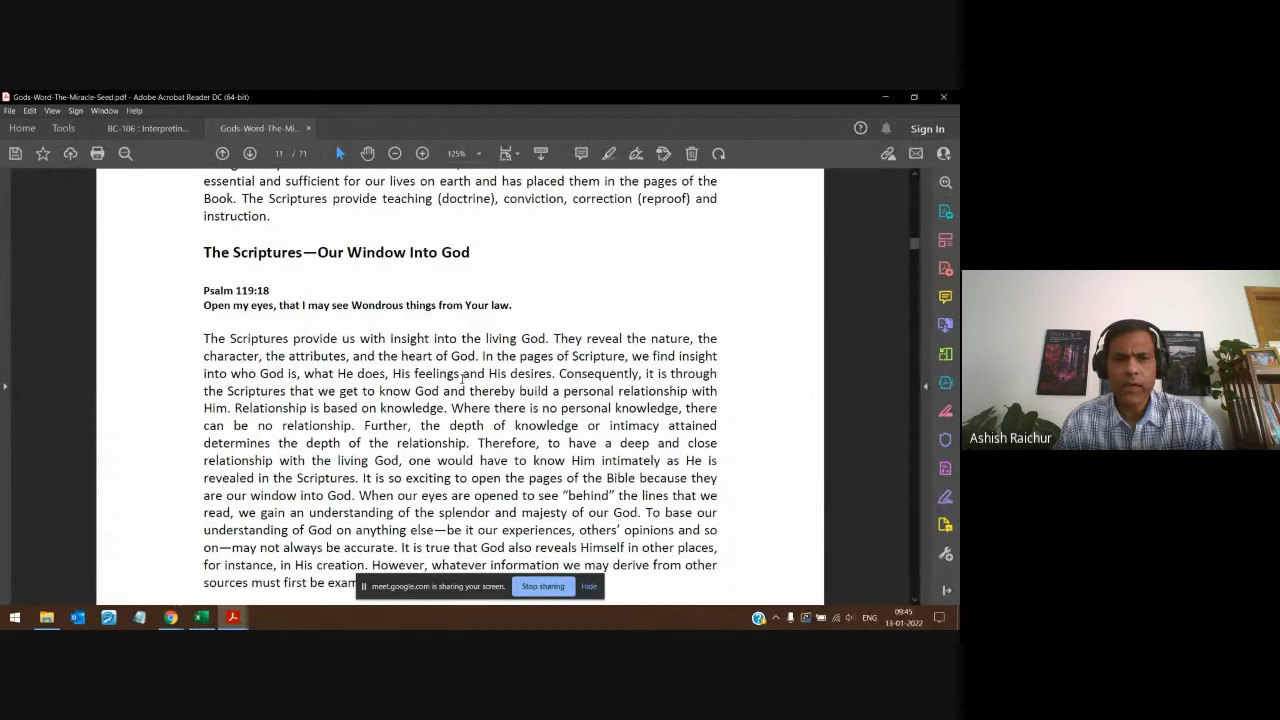 Gods-Word-The-Miracle-Seed.pdf - Adobe Acrobat Reader DC (64-bit)
File Edit View Sign Window Help
Home Tools BC-106 : Interpretin... Gods-Word-The-Mi... × Sign In
11 / 71 125%
essential and sufficient for our lives on earth and has placed them in the pages of the
Book. The Scriptures provide teaching (doctrine), conviction, correction (reproof) and
instruction.
The Scriptures—Our Window Into God
Psalm 119:18
Open my eyes, that I may see Wondrous things from Your law.
The Scriptures provide us with insight into the living God. They reveal the nature, the
character, the attributes, and the heart of God. In the pages of Scripture, we find insight
into who God is, what He does, His feelings and His desires. Consequently, it is through
the Scriptures that we get to know God and thereby build a personal relationship with
Him. Relationship is based on knowledge. Where there is no personal knowledge, there
can be no relationship. Further, the depth of knowledge or intimacy attained
determines the depth of the relationship. Therefore, to have a deep and close
relationship with the living God, one would have to know Him intimately as He is
revealed in the Scriptures. It is so exciting to open the pages of the Bible because they
are our window into God. When our eyes are opened to see “behind” the lines that we
read, we gain an understanding of the splendor and majesty of our God. To base our
understanding of God on anything else—be it our experiences, others’ opinions and so
on—may not always be accurate. It is true that God also reveals Himself in other places,
for instance, in His creation. However, whatever information we may derive from other
sources must first be exam
meet.google.com is sharing your screen. Stop sharing Hide
ENG
09:45
13-01-2022
Ashish Raichur